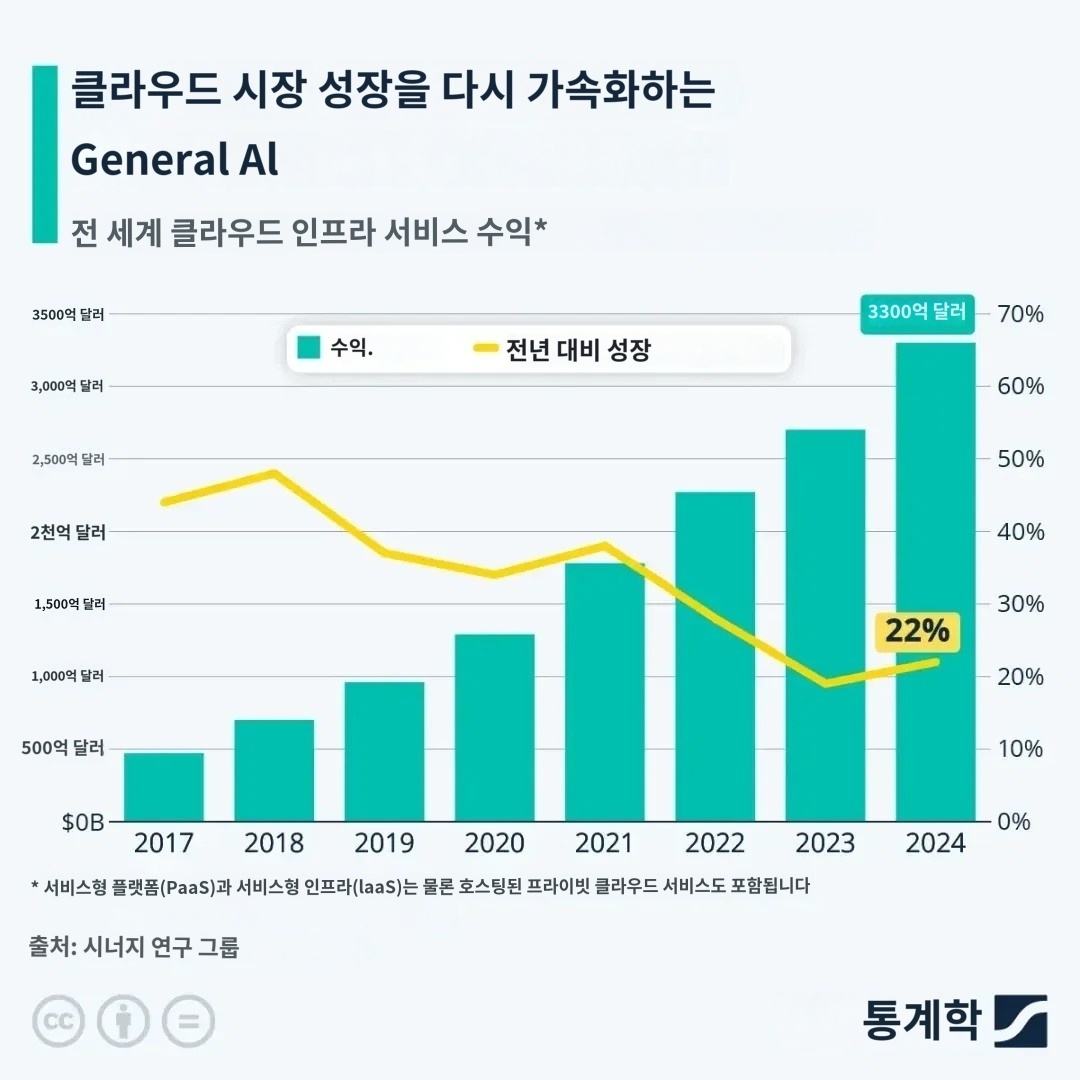 클라우드 시장 성장을 다시 가속화하는
General Al
전 세계 클라우드 인프라 서비스 수익*
3500억 달러
3,000억 달러
2,500억 달러
2천억 달러
1,500억 달러
1,000억 달러
500억 달러
$0B
수익.
전년 대비 성장
3300억 달러
22%
70%
60%
50%
40%
30%
20%
10%
0%
2017 2018 2019 2020 2021 2022 2023 2024
* 서비스형 플랫폼(PaaS)과 서비스형 인프라(laaS)는 물론 호스팅된 프라이빗 클라우드 서비스도 포함됩니다
출처: 시너지 연구 그룹
cc
통계학